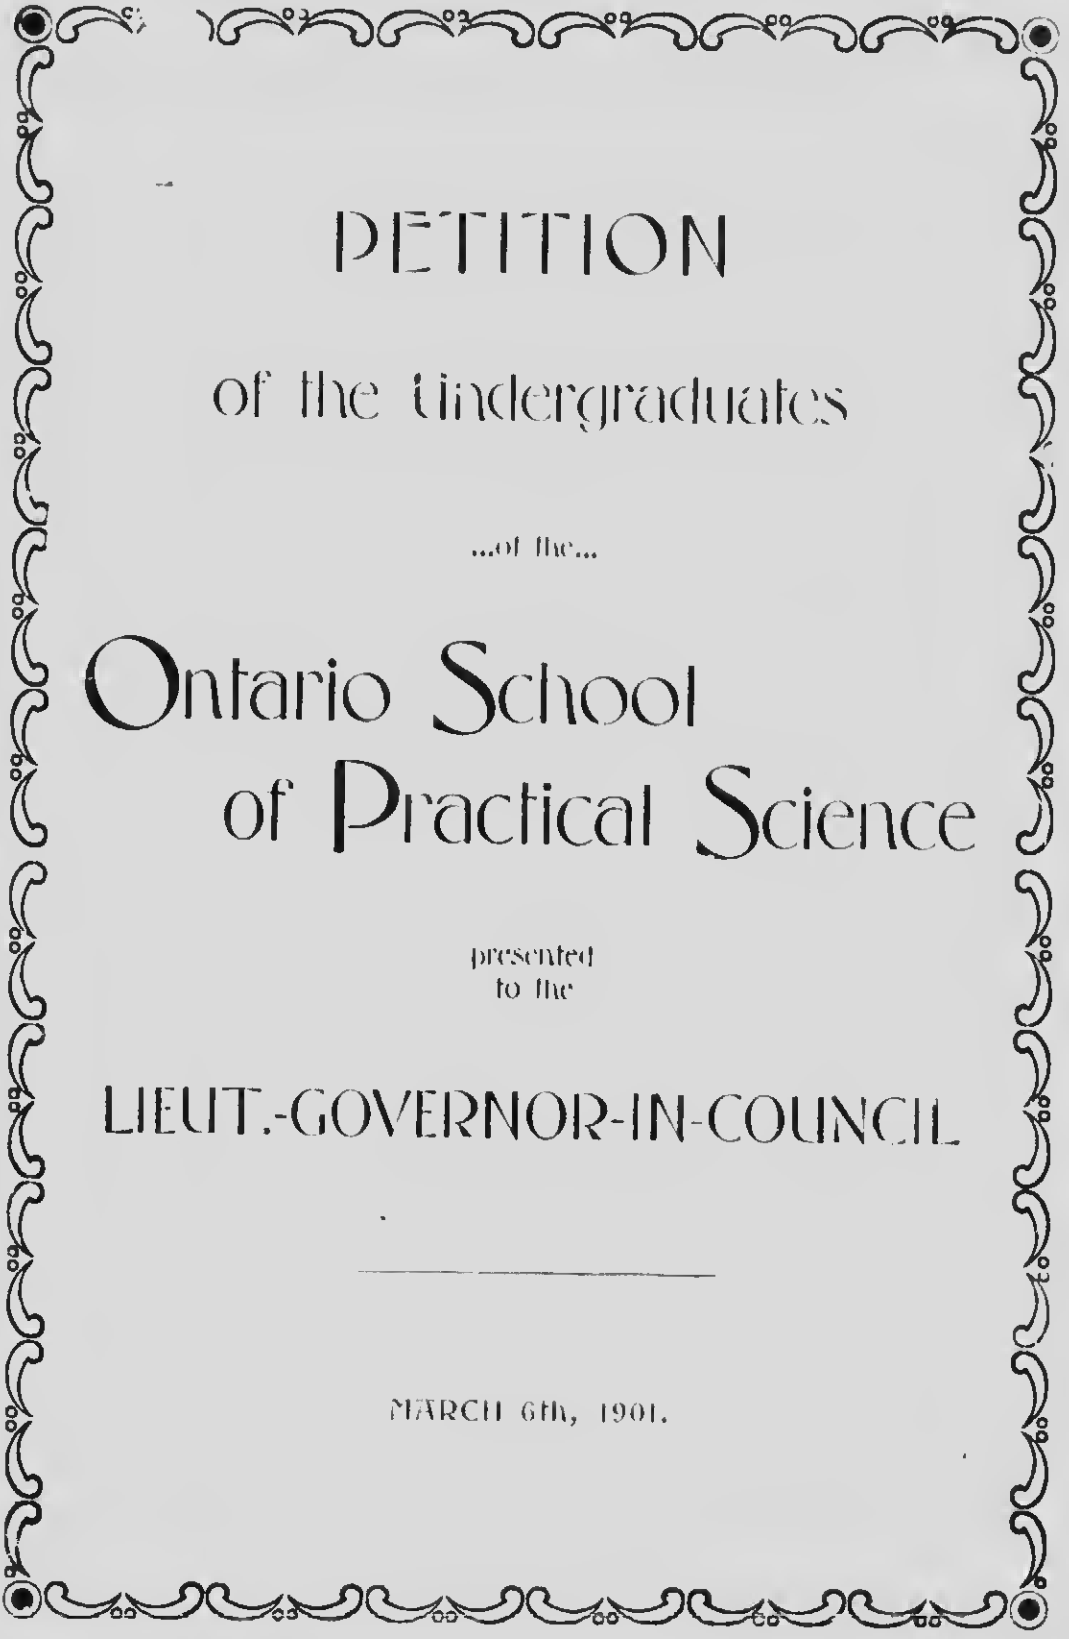 PETITION
of the Undergraduates
...of the...
Ontario School
of Practical Science
presented
to the
LIEUT.-GOVERNOR-IN-COUNCIL
MARCH 6th, 1901.